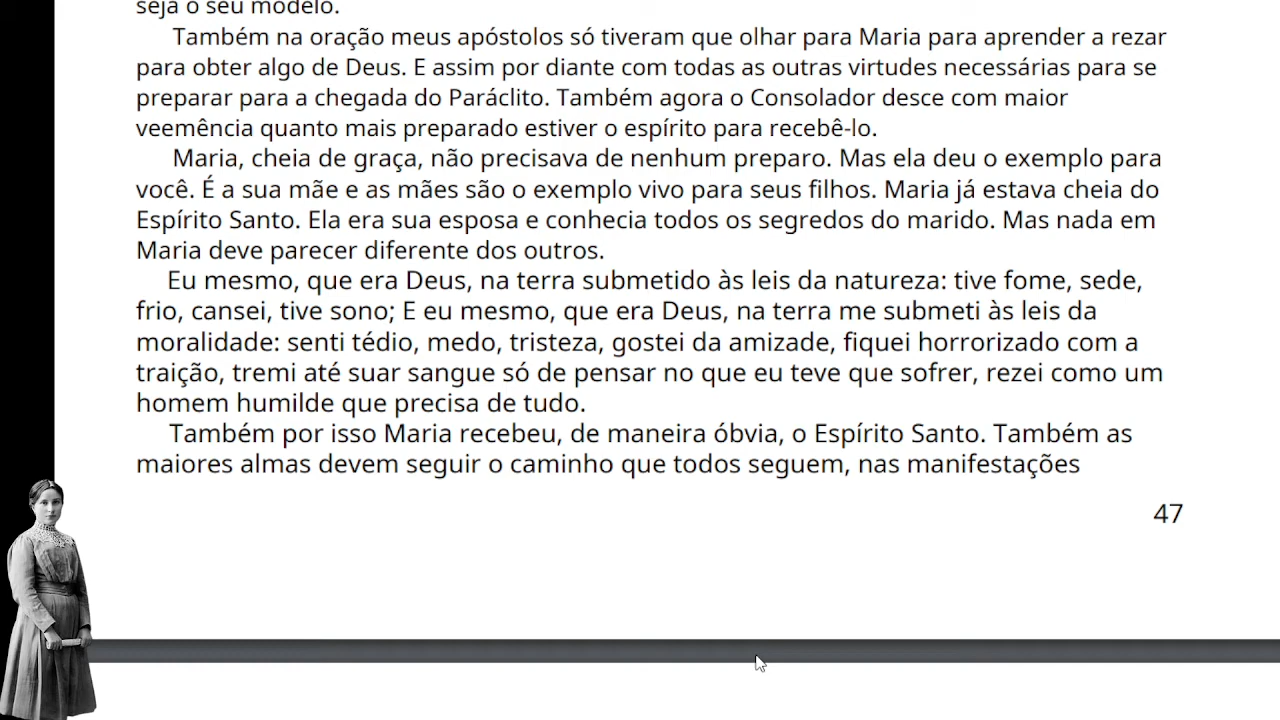 seja o seu modelo.
Também na oração meus apóstolos só tiveram que olhar para Maria para aprender a rezar
para obter algo de Deus. E assim por diante com todas as outras virtudes necessárias para se
preparar para a chegada do Paráclito. Também agora o Consolador desce com maior
veemência quanto mais preparado estiver o espírito para recebê-lo.
Maria, cheia de graça, não precisava de nenhum preparo. Mas ela deu o exemplo para
você. É a sua mãe e as mães são o exemplo vivo para seus filhos. Maria já estava cheia do
Espírito Santo. Ela era sua esposa e conhecia todos os segredos do marido. Mas nada em
Maria deve parecer diferente dos outros.
Eu mesmo, que era Deus, na terra submetido às leis da natureza: tive fome, sede,
frio, cansei, tive sono; E eu mesmo, que era Deus, na terra me submeti às leis da
moralidade: senti tédio, medo, tristeza, gostei da amizade, fiquei horrorizado com a
traição, tremi até suar sangue só de pensar no que eu teve que sofrer, rezei como um
homem humilde que precisa de tudo.
Também por isso Maria recebeu, de maneira óbvia, o Espírito Santo. Também as
maiores almas devem seguir o caminho que todos seguem, nas manifestações
47